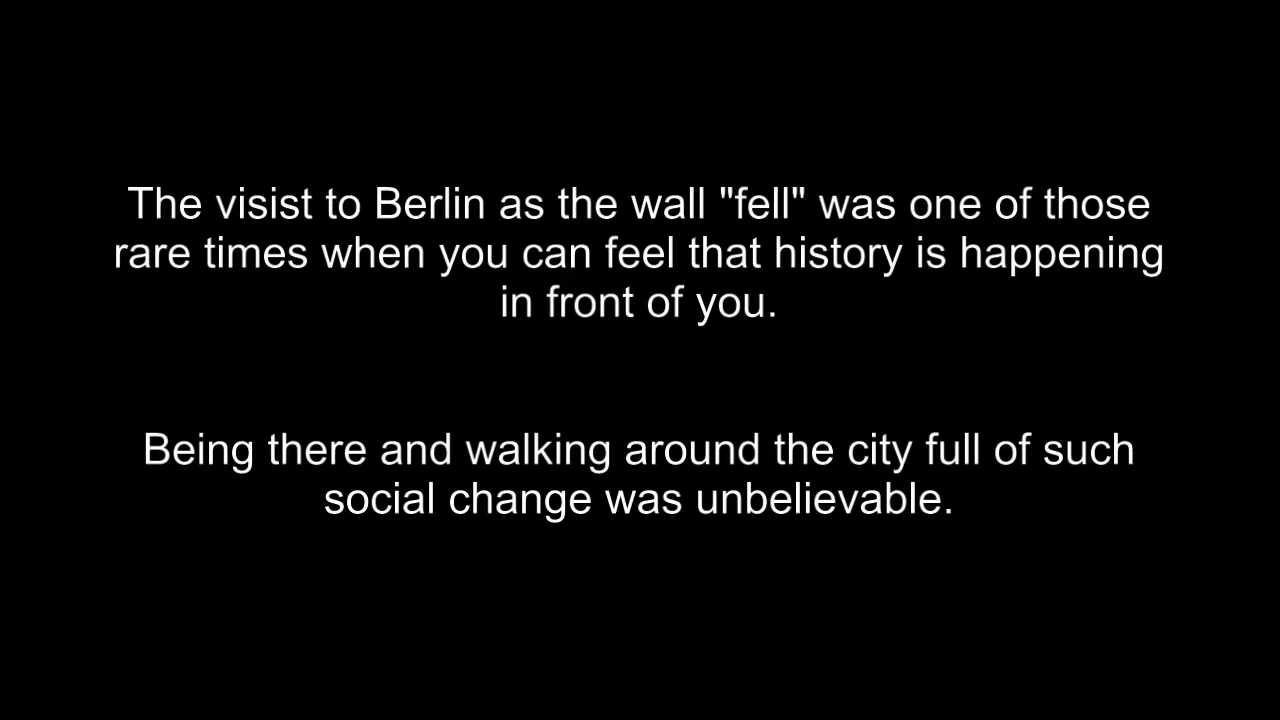 The visist to Berlin as the wall "fell" was one of those
rare times when you can feel that history is happening
in front of you.
Being there and walking around the city full of such
social change was unbelievable.